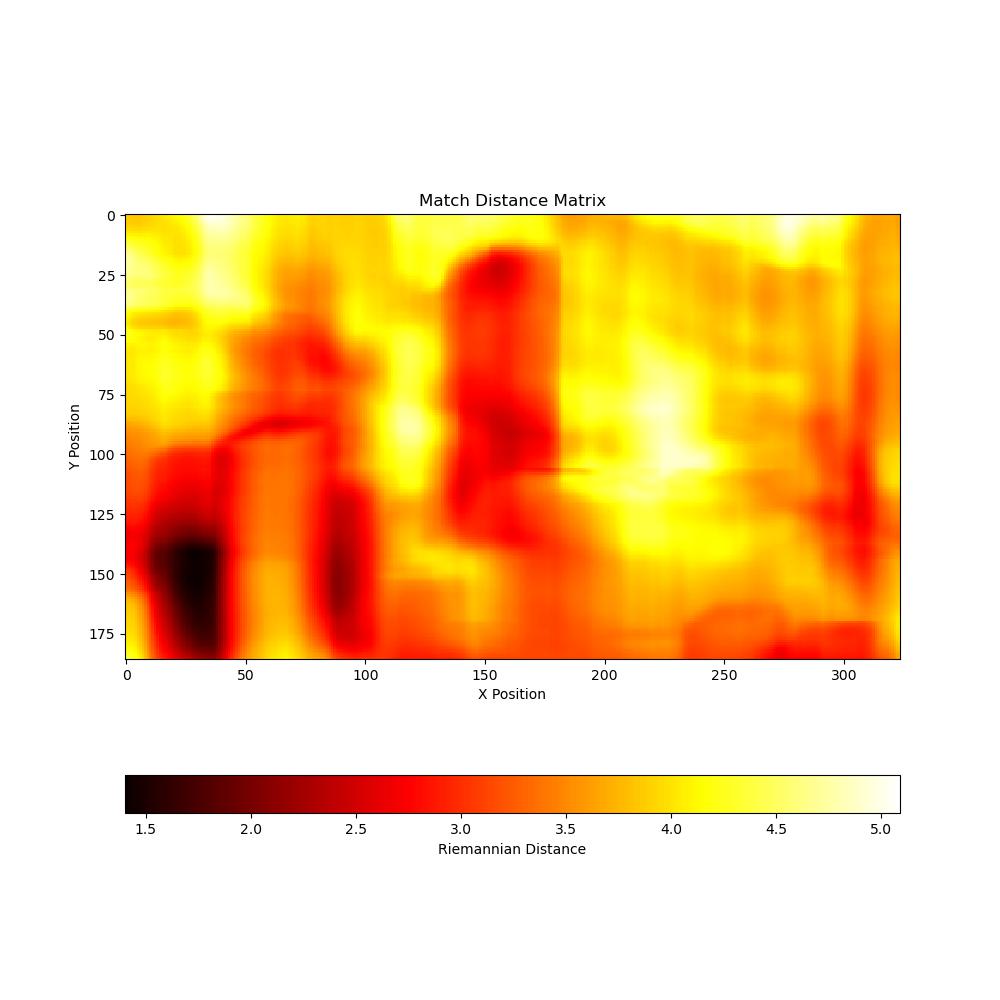 Match Distance Matrix
0
25
50
75
100
125
150
175
Y Position
0 50 100 150 200 250 300
X Position
1.5 2.0 2.5 3.0 3.5 4.0 4.5 5.0
Riemannian Distance